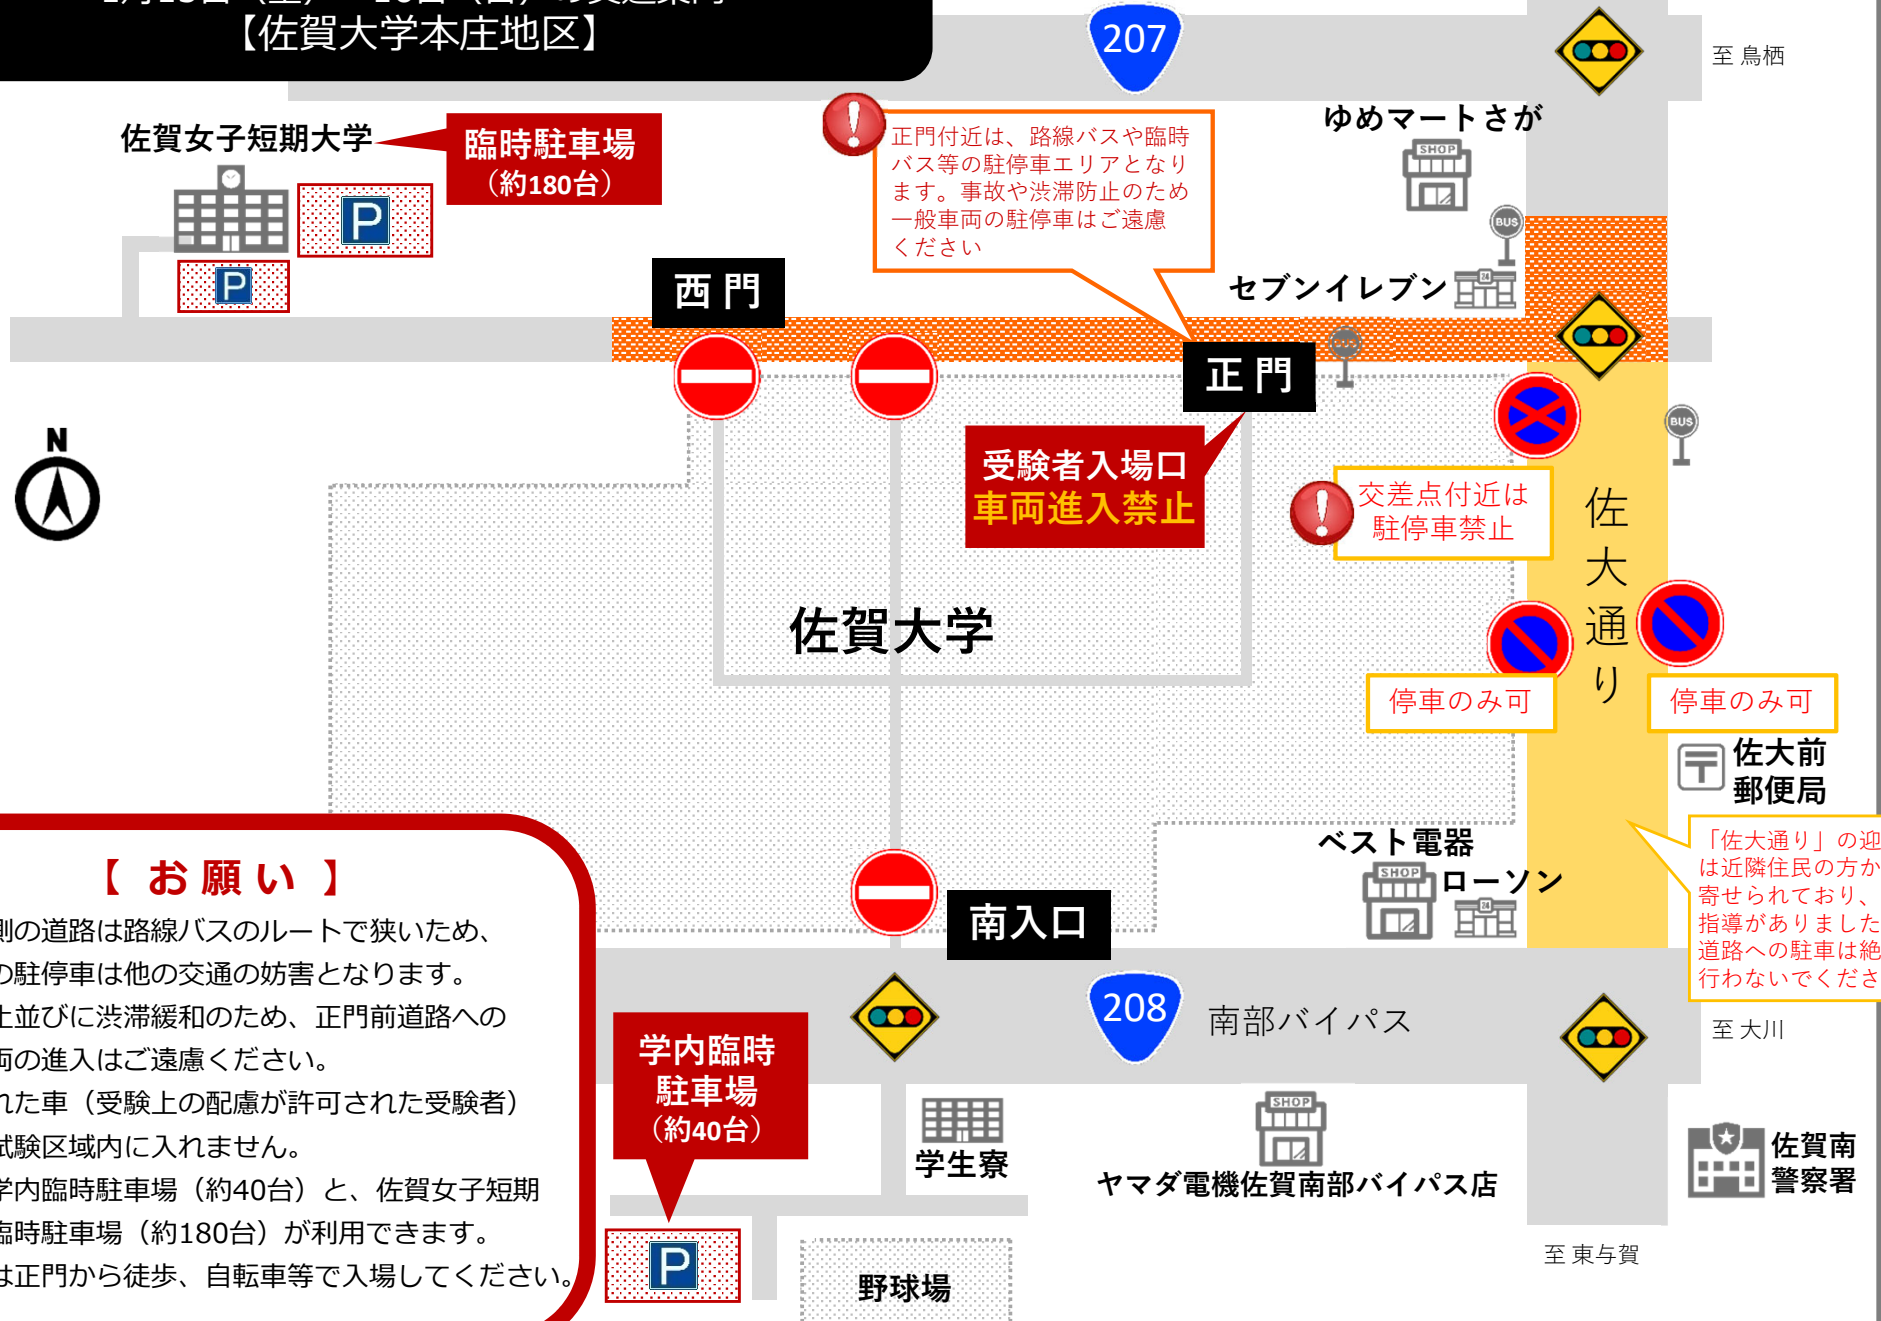 【佐賀大学本庄地区】
207
至 鳥栖
佐賀女子短期大学
臨時駐車場
（約180台）
正門付近は、路線バスや臨時
バス等の駐停車エリアとなり
ます。事故や渋滞防止のため
一般車両の駐停車はご遠慮
ください
ゆめマートさが
SHOP
BUS
P
P
西門
セブンイレブン
24
正門
BUS
N
受験者入場口
車両進入禁止
交差点付近は
駐停車禁止
佐大通り
佐賀大学
停車のみ可
停車のみ可
佐大前
郵便局
ベスト電器
SHOP
ローソン
24
「佐大通り」の迎
は近隣住民の方か
寄せられており、
指導がありました
道路への駐車は絶
行わないでくださ
南入口
【お願い】
側の道路は路線バスのルートで狭いため、
の駐停車は他の交通の妨害となります。
止並びに渋滞緩和のため、正門前道路への
両の進入はご遠慮ください。
れた車（受験上の配慮が許可された受験者）
試験区域内に入れません。
学内臨時駐車場（約40台）と、佐賀女子短期
臨時駐車場（約180台）が利用できます。
は正門から徒歩、自転車等で入場してください。
208
南部バイパス
至 大川
学内臨時
駐車場
（約40台）
学生寮
SHOP
ヤマダ電機佐賀南部バイパス店
佐賀南
警察署
P
野球場
至 東与賀